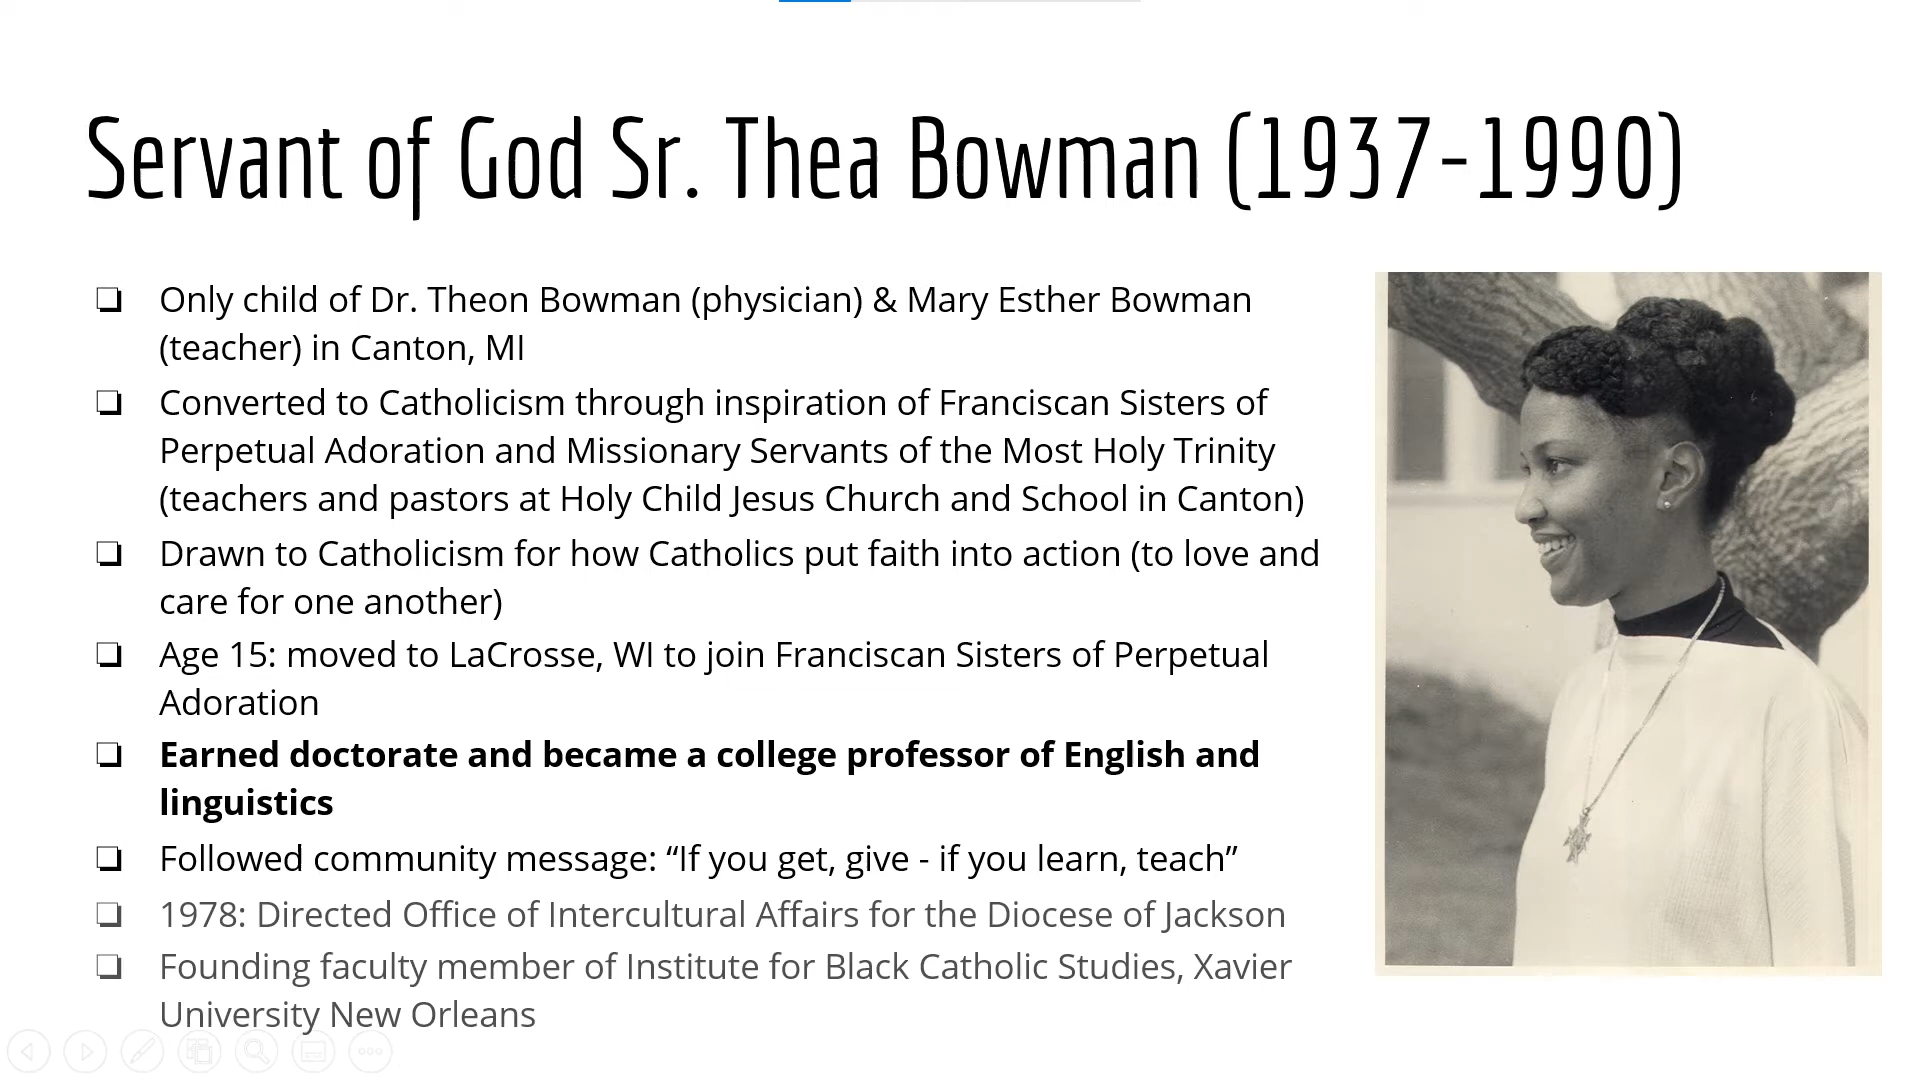 Servant of God Sr. Thea Bowman (1937-1990)
❏ Only child of Dr. Theon Bowman (physician) & Mary Esther Bowman
(teacher) in Canton, MI
❏ Converted to Catholicism through inspiration of Franciscan Sisters of
Perpetual Adoration and Missionary Servants of the Most Holy Trinity
(teachers and pastors at Holy Child Jesus Church and School in Canton)
❏ Drawn to Catholicism for how Catholics put faith into action (to love and
care for one another)
❏ Age 15: moved to LaCrosse, WI to join Franciscan Sisters of Perpetual
Adoration
❏ Earned doctorate and became a college professor of English and
linguistics
❏ Followed community message: “If you get, give - if you learn, teach”
❏ 1978: Directed Office of Intercultural Affairs for the Diocese of Jackson
❏ Founding faculty member of Institute for Black Catholic Studies, Xavier
University New Orleans